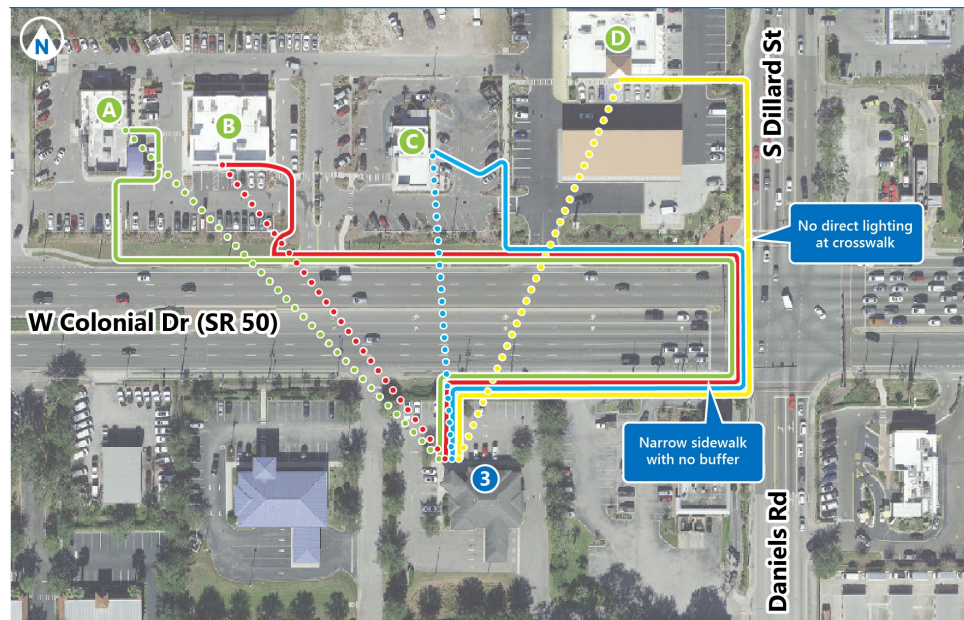 N
A
B
C
D
S Dillard St
No direct lighting
at crosswalk
W Colonial Dr (SR 50)
Narrow sidewalk
with no buffer
3
Daniels Rd